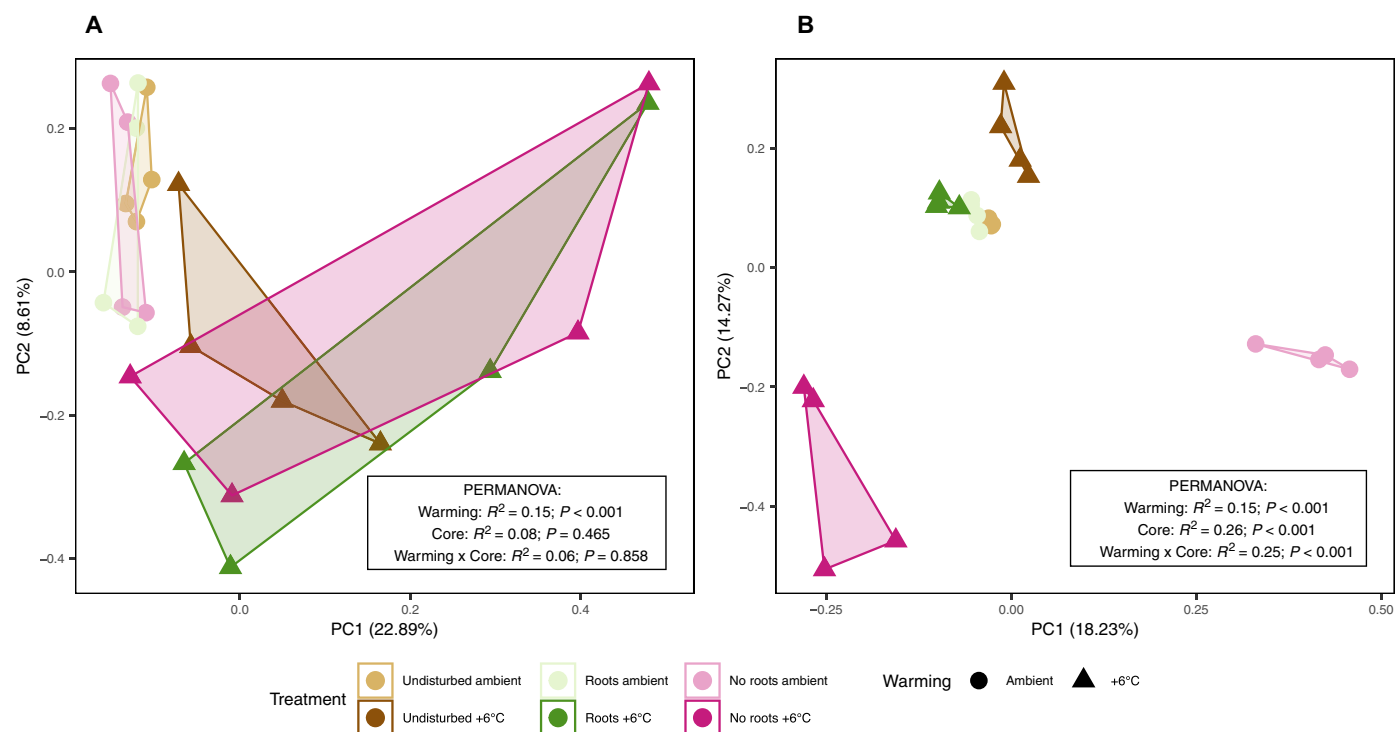 A
B
0.2
0.0
−0.2
−0.4
PC2 (8.61%)
0.0
0.2
0.4
PC1 (22.89%)
PERMANOVA:
Warming: R² = 0.15; P < 0.001
Core: R² = 0.08; P = 0.465
Warming x Core: R² = 0.06; P = 0.858
0.2
0.0
−0.2
−0.4
PC2 (14.27%)
−0.25
0.00
0.25
0.50
PC1 (18.23%)
PERMANOVA:
Warming: R² = 0.15; P < 0.001
Core: R² = 0.26; P < 0.001
Warming x Core: R² = 0.25; P < 0.001
Treatment
Undisturbed ambient
Roots ambient
No roots ambient
Undisturbed +6°C
Roots +6°C
No roots +6°C
Warming
Ambient
+6°C